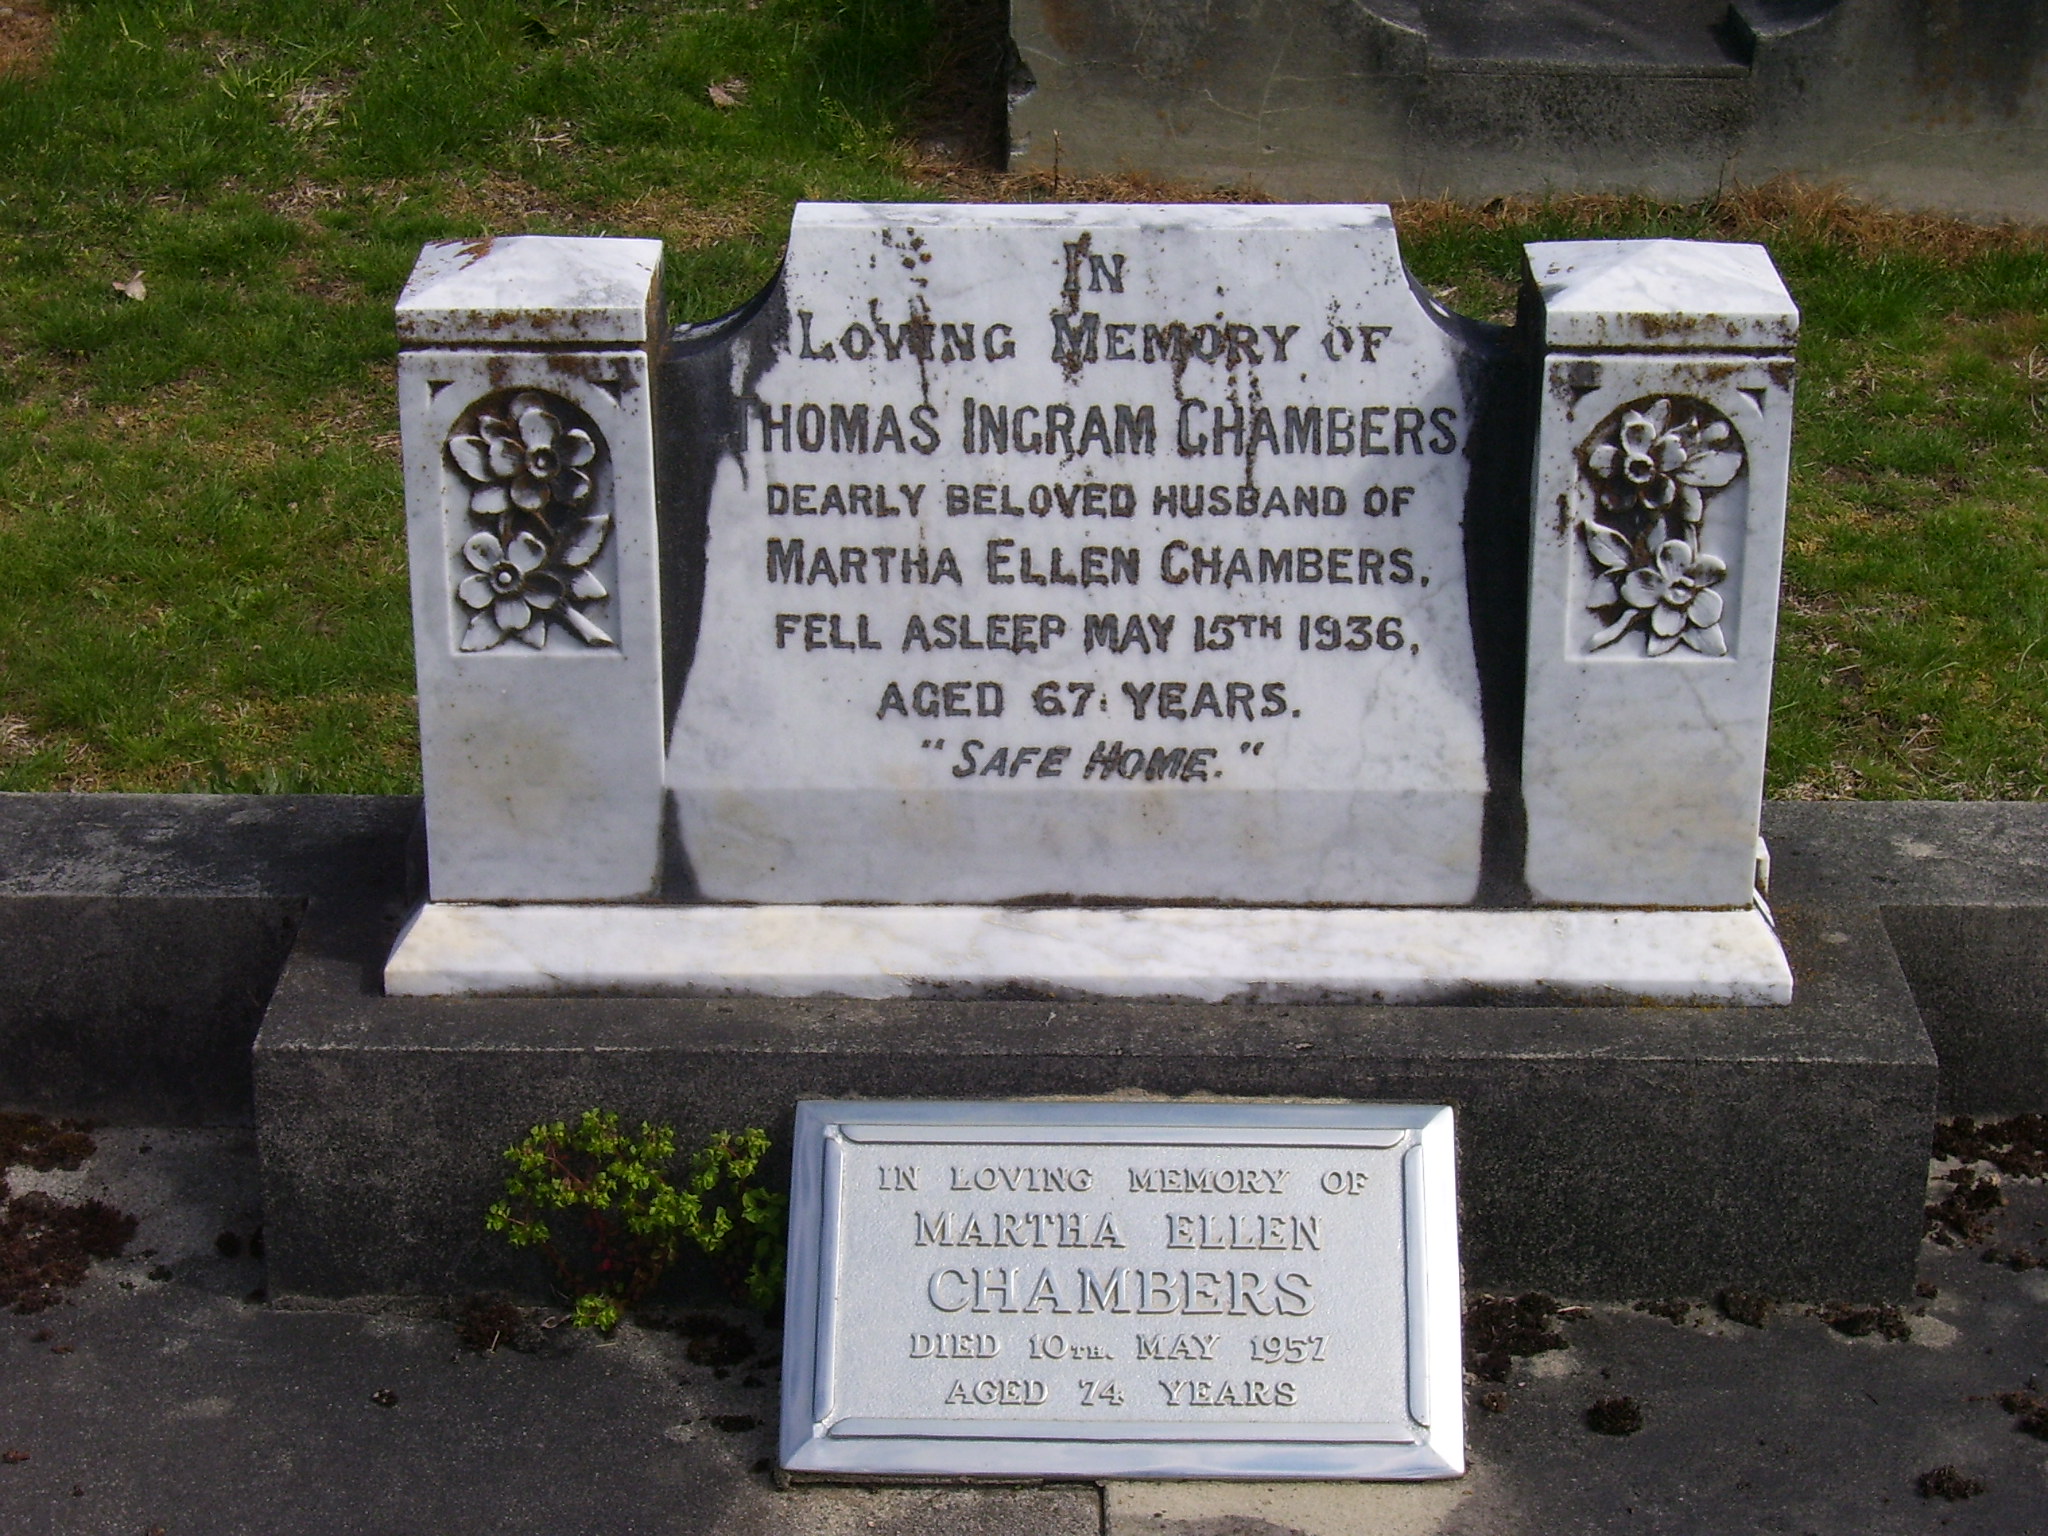 IN
LOVING MEMORY OF
THOMAS INGRAM CHAMBERS,
DEARLY BELOVED HUSBAND OF
MARTHA ELLEN CHAMBERS,
FELL ASLEEP MAY 15TH 1936,
AGED 67 YEARS.
"SAFE HOME."
IN LOVING MEMORY OF
MARTHA ELLEN
CHAMBERS
DIED 10TH. MAY 1957
AGED 74 YEARS